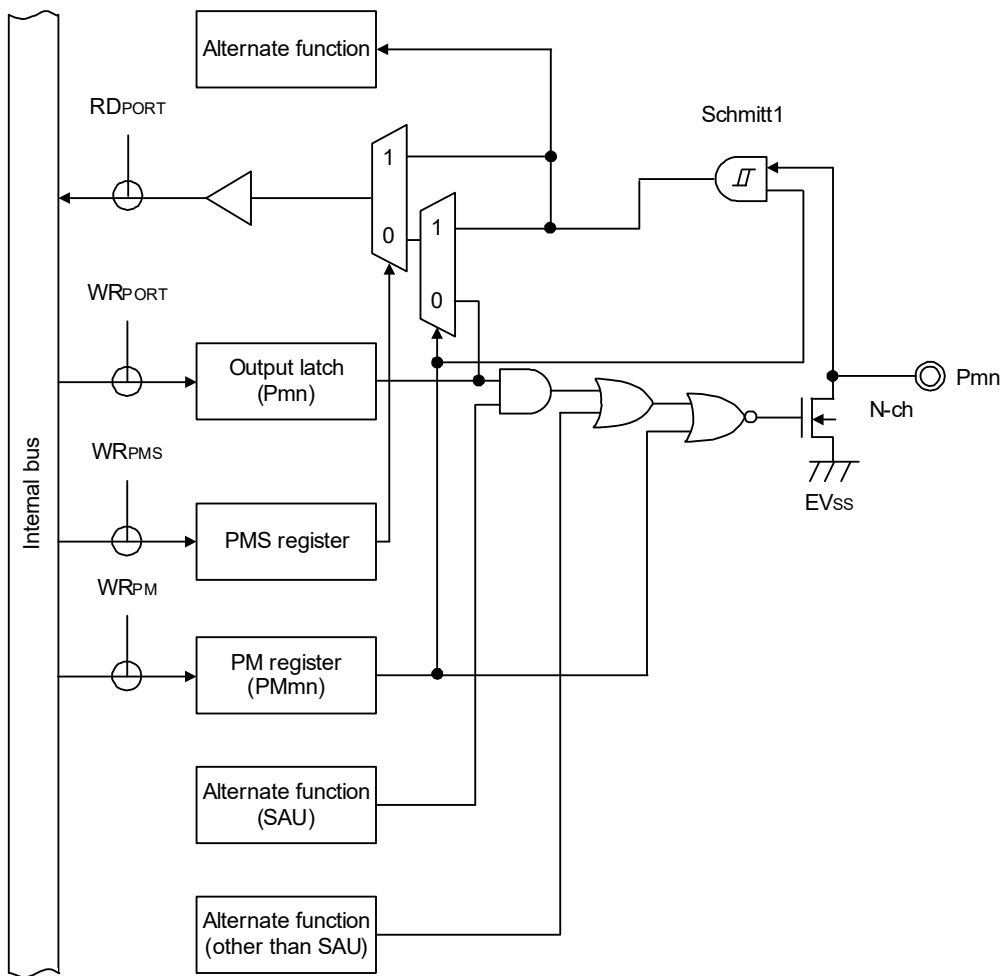 Alternate function
RDPORT
Schmitt1
1
0
1
0
WRPORT
Output latch
(Pmn)
Pmn
N-ch
EVSS
WRPMS
PMS register
Internal bus
WRPM
PM register
(PMmn)
Alternate function
(SAU)
Alternate function
(other than SAU)